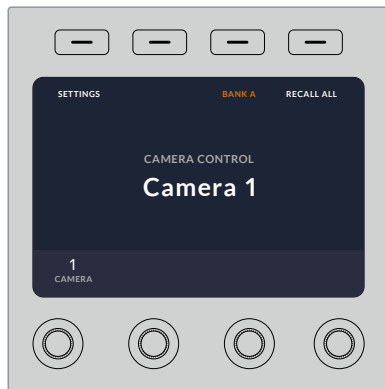 SETTINGS BANK A RECALL ALL
CAMERA CONTROL
Camera 1
1
CAMERA